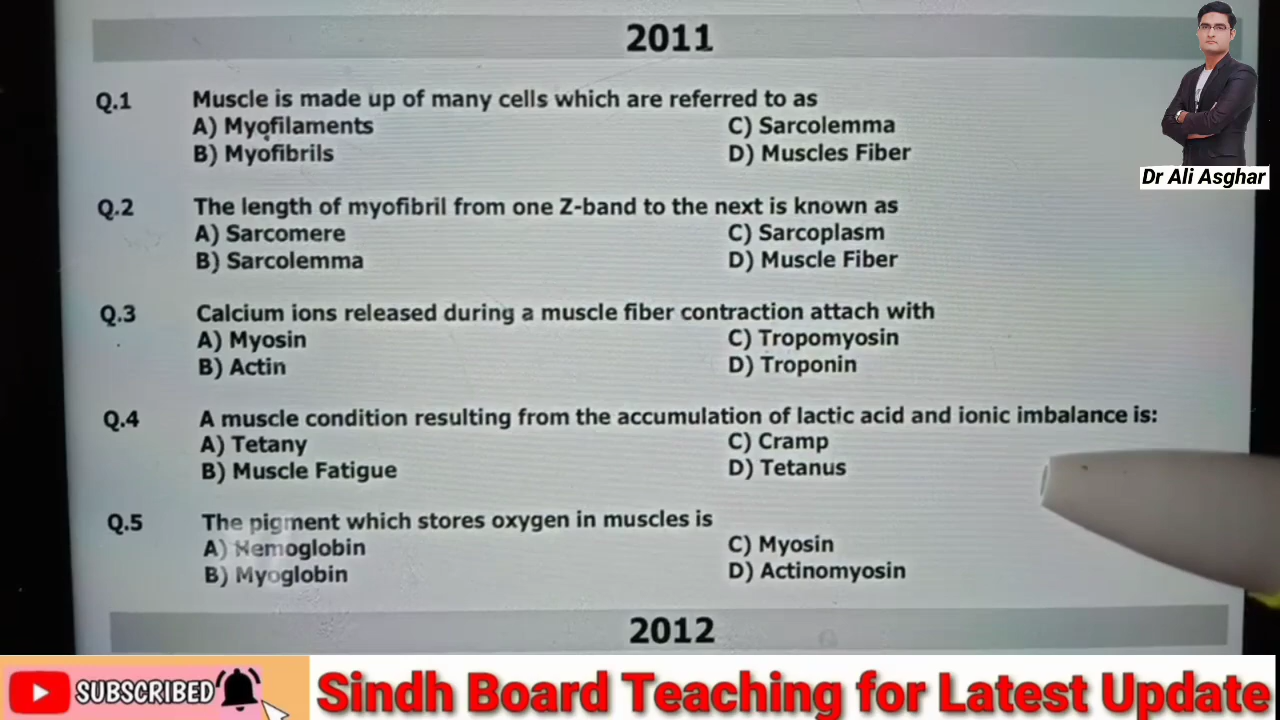 2011
Dr Ali Asghar
Q.1 Muscle is made up of many cells which are referred to as
A) Myofilaments C) Sarcolemma
B) Myofibrils D) Muscles Fiber
Q.2 The length of myofibril from one Z-band to the next is known as
A) Sarcomere C) Sarcoplasm
B) Sarcolemma D) Muscle Fiber
Q.3 Calcium ions released during a muscle fiber contraction attach with
A) Myosin C) Tropomyosin
B) Actin D) Troponin
Q.4 A muscle condition resulting from the accumulation of lactic acid and ionic imbalance is:
A) Tetany C) Cramp
B) Muscle Fatigue D) Tetanus
Q.5 The pigment which stores oxygen in muscles is
A) Hemoglobin C) Myosin
B) Myoglobin D) Actinomyosin
2012
SUBSCRIBED Sindh Board Teaching for Latest Update